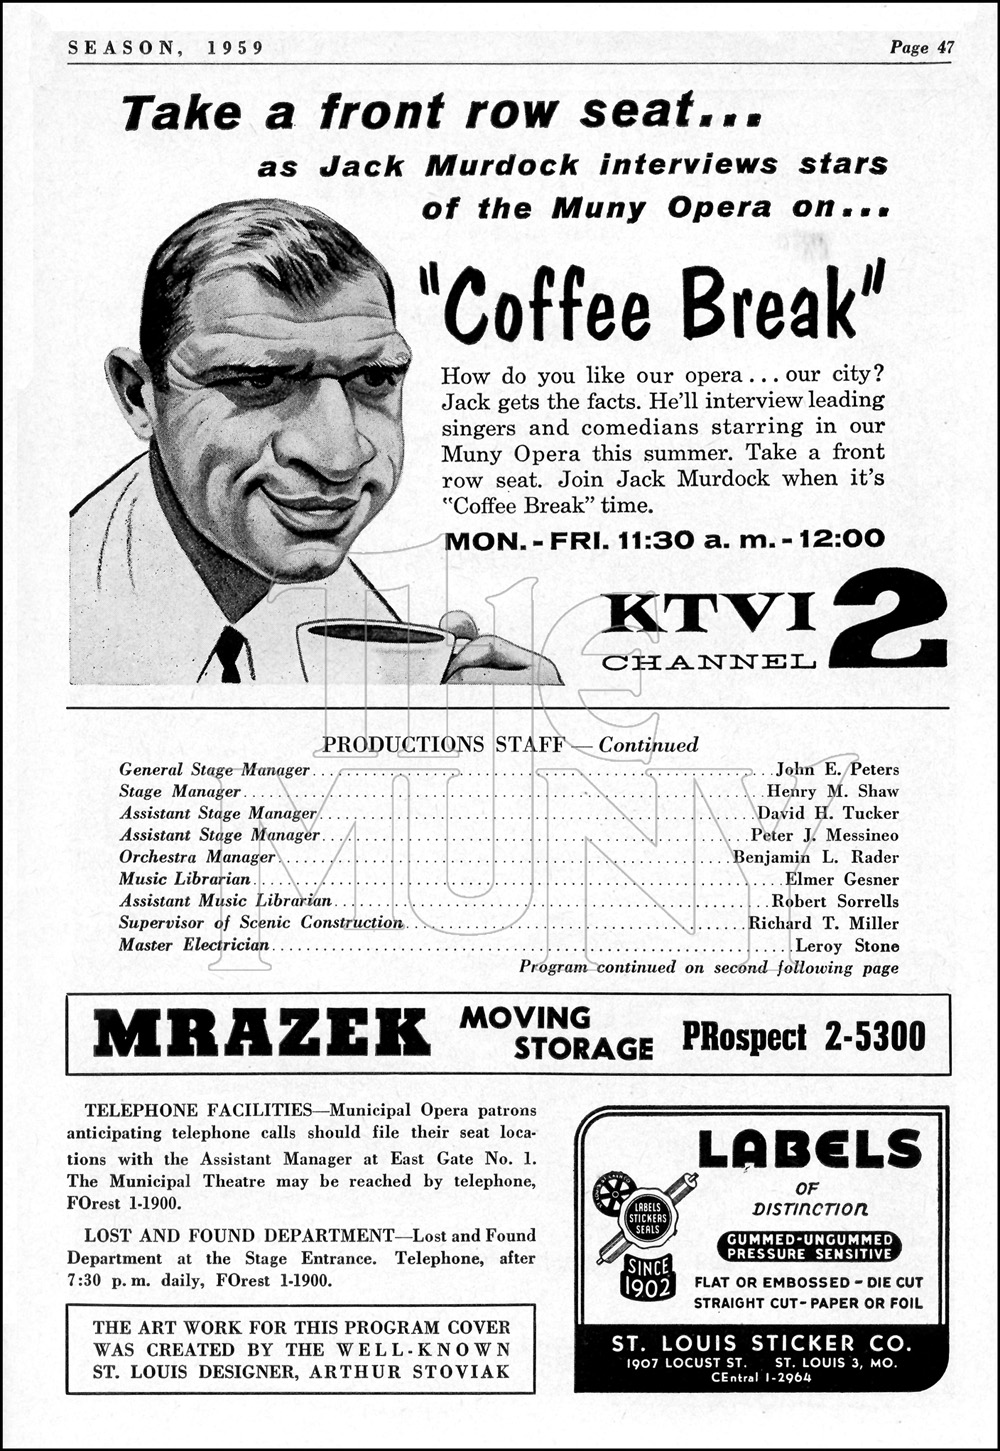 SEASON, 1959 Page 47
Take a front row seat...
as Jack Murdock interviews stars
of the Muny Opera on...
"Coffee Break"
How do you like our opera...our city?
Jack gets the facts. He'll interview leading
singers and comedians starring in our
Muny Opera this summer. Take a front
row seat. Join Jack Murdock when it's
"Coffee Break" time.
MON. - FRI. 11:30 a. m. - 12:00
KTVI 2
CHANNEL
The
MUNY
PRODUCTIONS STAFF — Continued
General Stage Manager........John E. Peters
Stage Manager........Henry M. Shaw
Assistant Stage Manager........David H. Tucker
Assistant Stage Manager........Peter J. Messineo
Orchestra Manager........Benjamin L. Rader
Music Librarian........Elmer Gesner
Assistant Music Librarian........Robert Sorrells
Supervisor of Scenic Construction........Richard T. Miller
Master Electrician........Leroy Stone
Program continued on second following page
MRAZEK MOVING STORAGE PRospect 2-5300
TELEPHONE FACILITIES—Municipal Opera patrons
anticipating telephone calls should file their seat loca-
tions with the Assistant Manager at East Gate No. 1.
The Municipal Theatre may be reached by telephone,
FOrest 1-1900.
LOST AND FOUND DEPARTMENT—Lost and Found
Department at the Stage Entrance. Telephone, after
7:30 p. m. daily, FOrest 1-1900.
THE ART WORK FOR THIS PROGRAM COVER
WAS CREATED BY THE WELL-KNOWN
ST. LOUIS DESIGNER, ARTHUR STOVIAK
LABELS
OF
DISTINCTION
LABELS
STICKERS
SEALS
SINCE
1902
GUMMED-UNGUMMED
PRESSURE SENSITIVE
FLAT OR EMBOSSED - DIE CUT
STRAIGHT CUT - PAPER OR FOIL
ST. LOUIS STICKER CO.
1907 LOCUST ST. ST. LOUIS 3, MO.
CEntral 1-2964